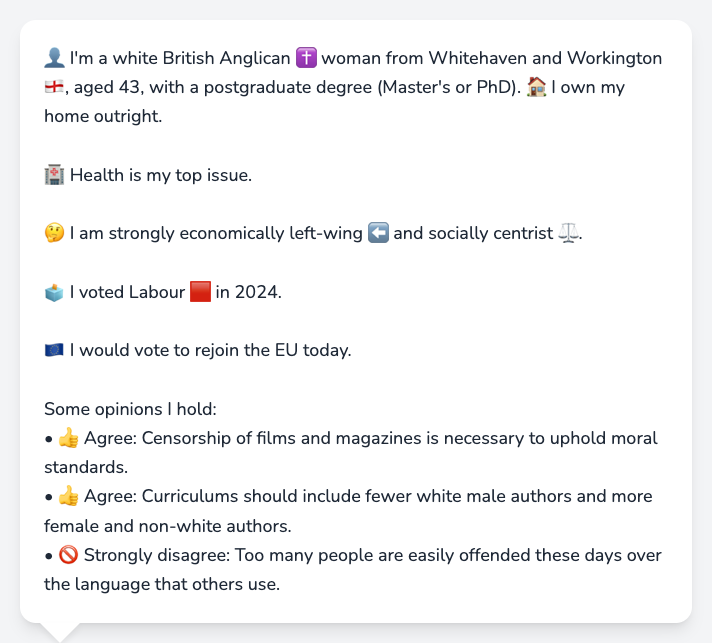 👤 I'm a white British Anglican ✝️ woman from Whitehaven and Workington
🏴󠁧󠁢󠁥󠁮󠁧󠁿, aged 43, with a postgraduate degree (Master's or PhD). 🏠 I own my
home outright.
🏥 Health is my top issue.
🤔 I am strongly economically left-wing ⬅️ and socially centrist ⚖️.
🗳️ I voted Labour 🟥 in 2024.
🇪🇺 I would vote to rejoin the EU today.
Some opinions I hold:
• 👍 Agree: Censorship of films and magazines is necessary to uphold moral
standards.
• 👍 Agree: Curriculums should include fewer white male authors and more
female and non-white authors.
• 🚫 Strongly disagree: Too many people are easily offended these days over
the language that others use.